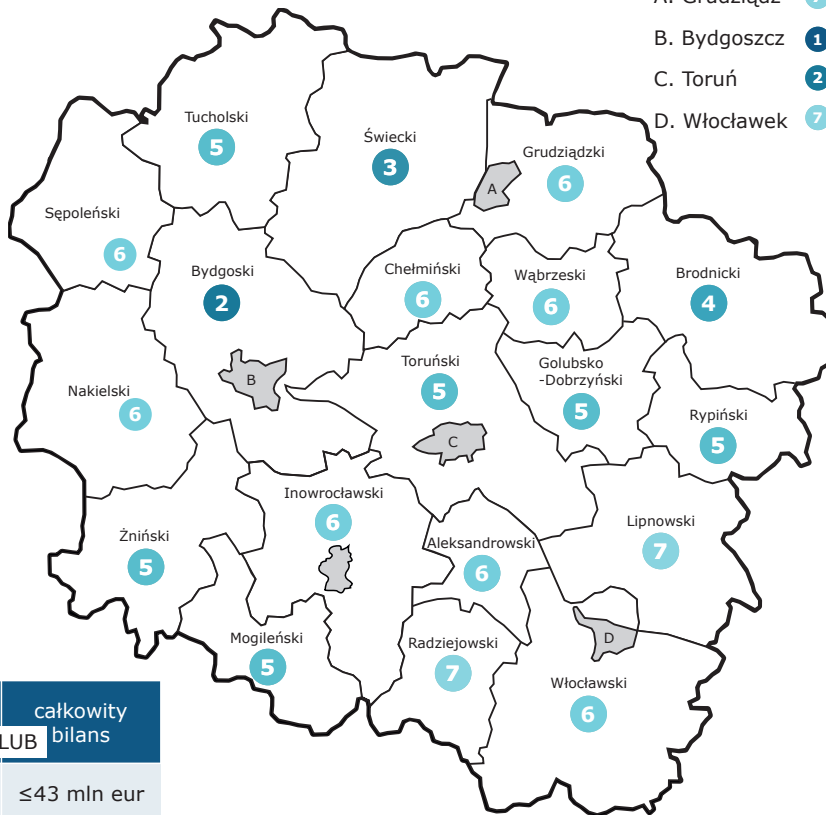 A. Grudziądz 7
B. Bydgoszcz 1
C. Toruń 2
D. Włocławek 7
Tucholski
5
Świecki
3
Grudziądzki
6
A
Sępoleński
6
Bydgoski
2
Chełmiński
6
Wąbrzeski
6
Brodnicki
4
B
Nakielski
6
Toruński
5
C
Golubsko
-Dobrzyński
5
Rypiński
5
Inowrocławski
6
Żniński
5
Aleksandrowski
6
Lipnowski
7
D
Mogileński
5
Radziejowski
7
Włocławski
6
całkowity
bilans
LUB
≤43 mln eur